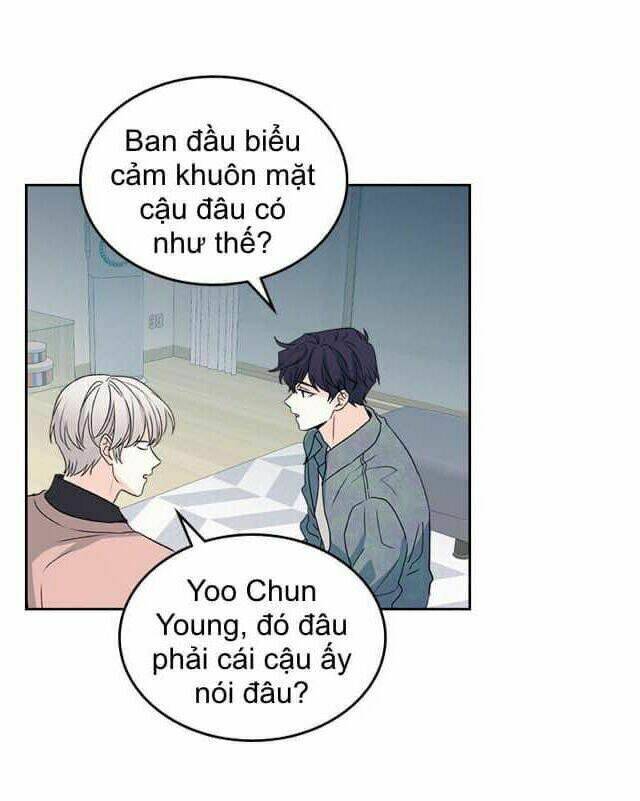 Ban đầu biểu
cảm khuôn mặt
cậu đâu có
như thế?
Yoo Chun
Young, đó đâu
phải cái cậu ấy
nói đâu?